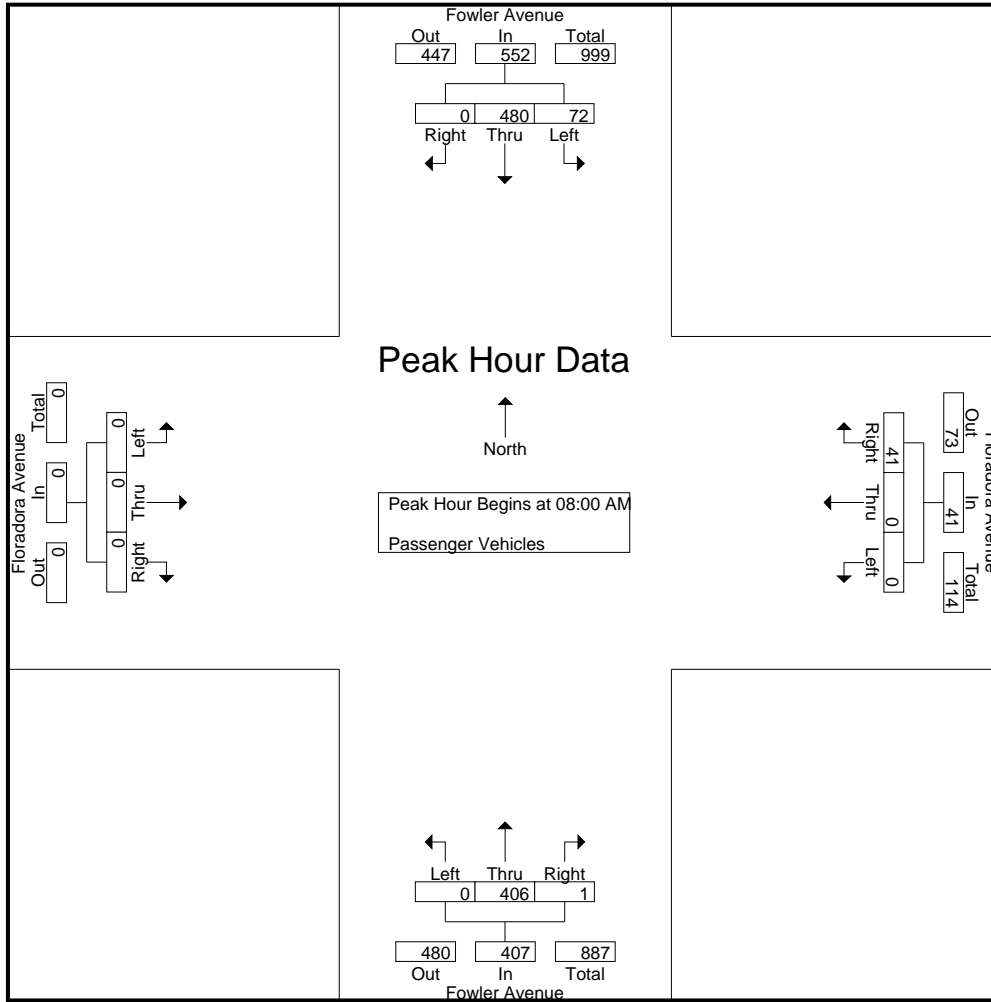 Fowler Avenue
Out In Total
447 552 999
0 480 72
Right Thru Left
Peak Hour Data
North
Peak Hour Begins at 08:00 AM
Passenger Vehicles
Floradora Avenue
Total In Out
0 0 0
0 0 0
Left Thru Right
Floradora Avenue
Out In Total
73 41 114
41 0 0
Right Thru Left
Left Thru Right
0 406 1
480 407 887
Out In Total
Fowler Avenue